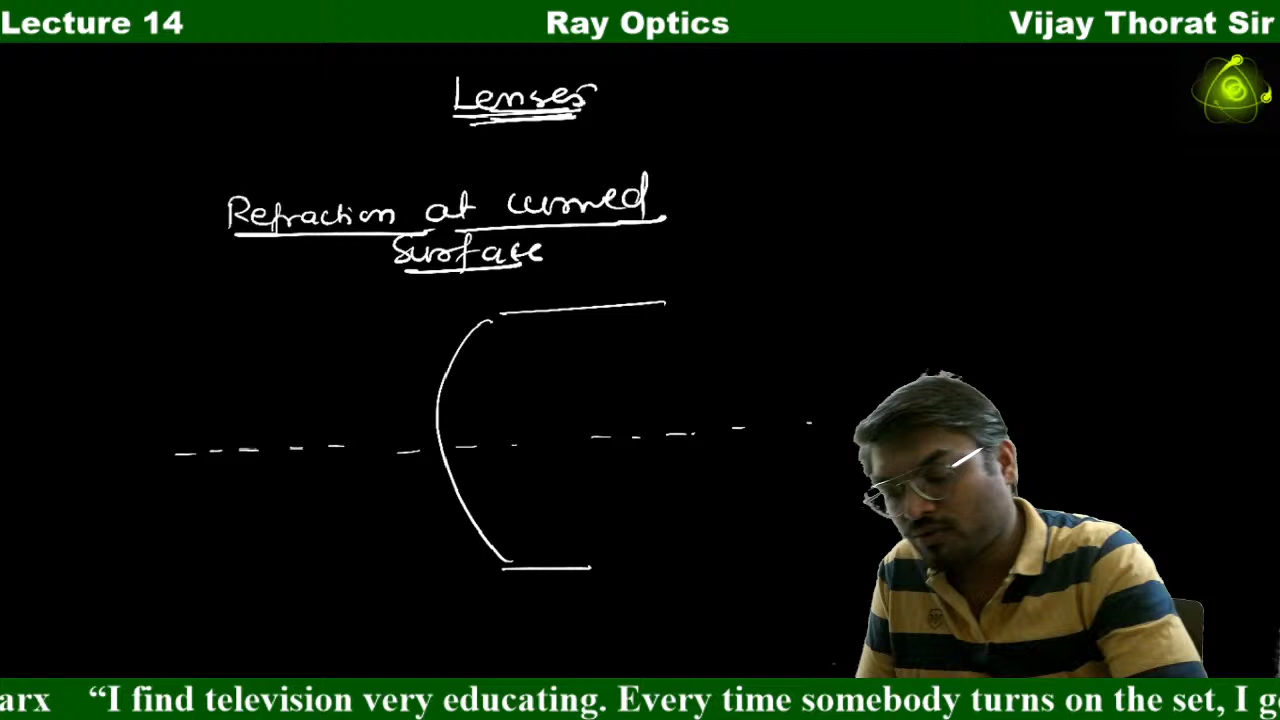 Lecture 14 Ray Optics Vijay Thorat Sir
Lenses
Refraction at curved
Surface
arx “I find television very educating. Every time somebody turns on the set, I g